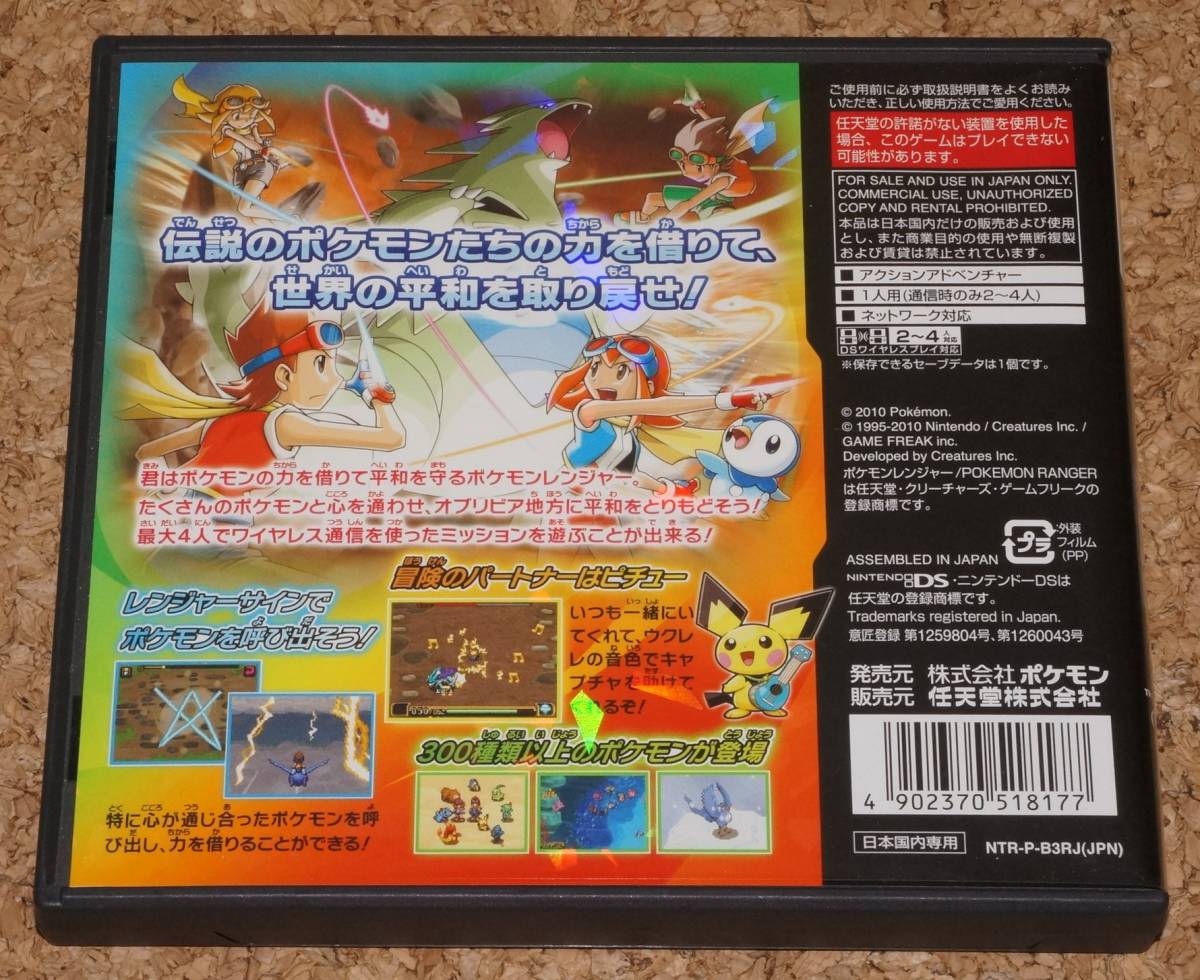 伝説のポケモンたちの力を借りて、
世界の平和を取り戻せ!
君はポケモンの力を借りて平和を守るポケモンレンジャー。
たくさんのポケモンと心を通わせ、オブリビア地方に平和をとりもどそう!
最大4人でワイヤレス通信を使ったミッションを遊ぶことが出来る!
冒険のパートナーはピチュー
いつも一緒にい
てくれて、ウクレ
レの音色でキャ
プチャを助けて
るぞ!
レンジャーサインで
ポケモンを呼び出そう!
特に心が通じ合ったポケモンを呼
び出し、力を借りることができる!
300種類以上のポケモンが登場
ご使用前に必ず取扱説明書をよくお読み
いただき、正しい使用方法でご愛用ください。
任天堂の許諾がない装置を使用した
場合、このゲームはプレイできない
可能性があります。
FOR SALE AND USE IN JAPAN ONLY.
COMMERCIAL USE, UNAUTHORIZED
COPY AND RENTAL PROHIBITED.
本品は日本国内だけの販売および使用
とし、また商業目的の使用や無断複製
および賃貸は禁止されています。
■ アクションアドベンチャー
■ 1人用(通信時のみ2〜4人)
■ ネットワーク対応
2〜4人対応
DSワイヤレスプレイ対応
※保存できるセーブデータは1個です。
© 2010 Pokémon.
© 1995-2010 Nintendo / Creatures Inc. /
GAME FREAK inc.
Developed by Creatures Inc.
ポケモンレンジャー/POKEMON RANGER
は任天堂・クリーチャーズ・ゲームフリークの
登録商標です。
プラ
外装
フィルム
(PP)
ASSEMBLED IN JAPAN
NINTENDO DS・ニンテンドーDSは
任天堂の登録商標です。
Trademarks registered in Japan.
意匠登録 第1259804号、第1260043号
発売元 株式会社ポケモン
販売元 任天堂株式会社
4 902370 518177
日本国内専用
NTR-P-B3RJ(JPN)